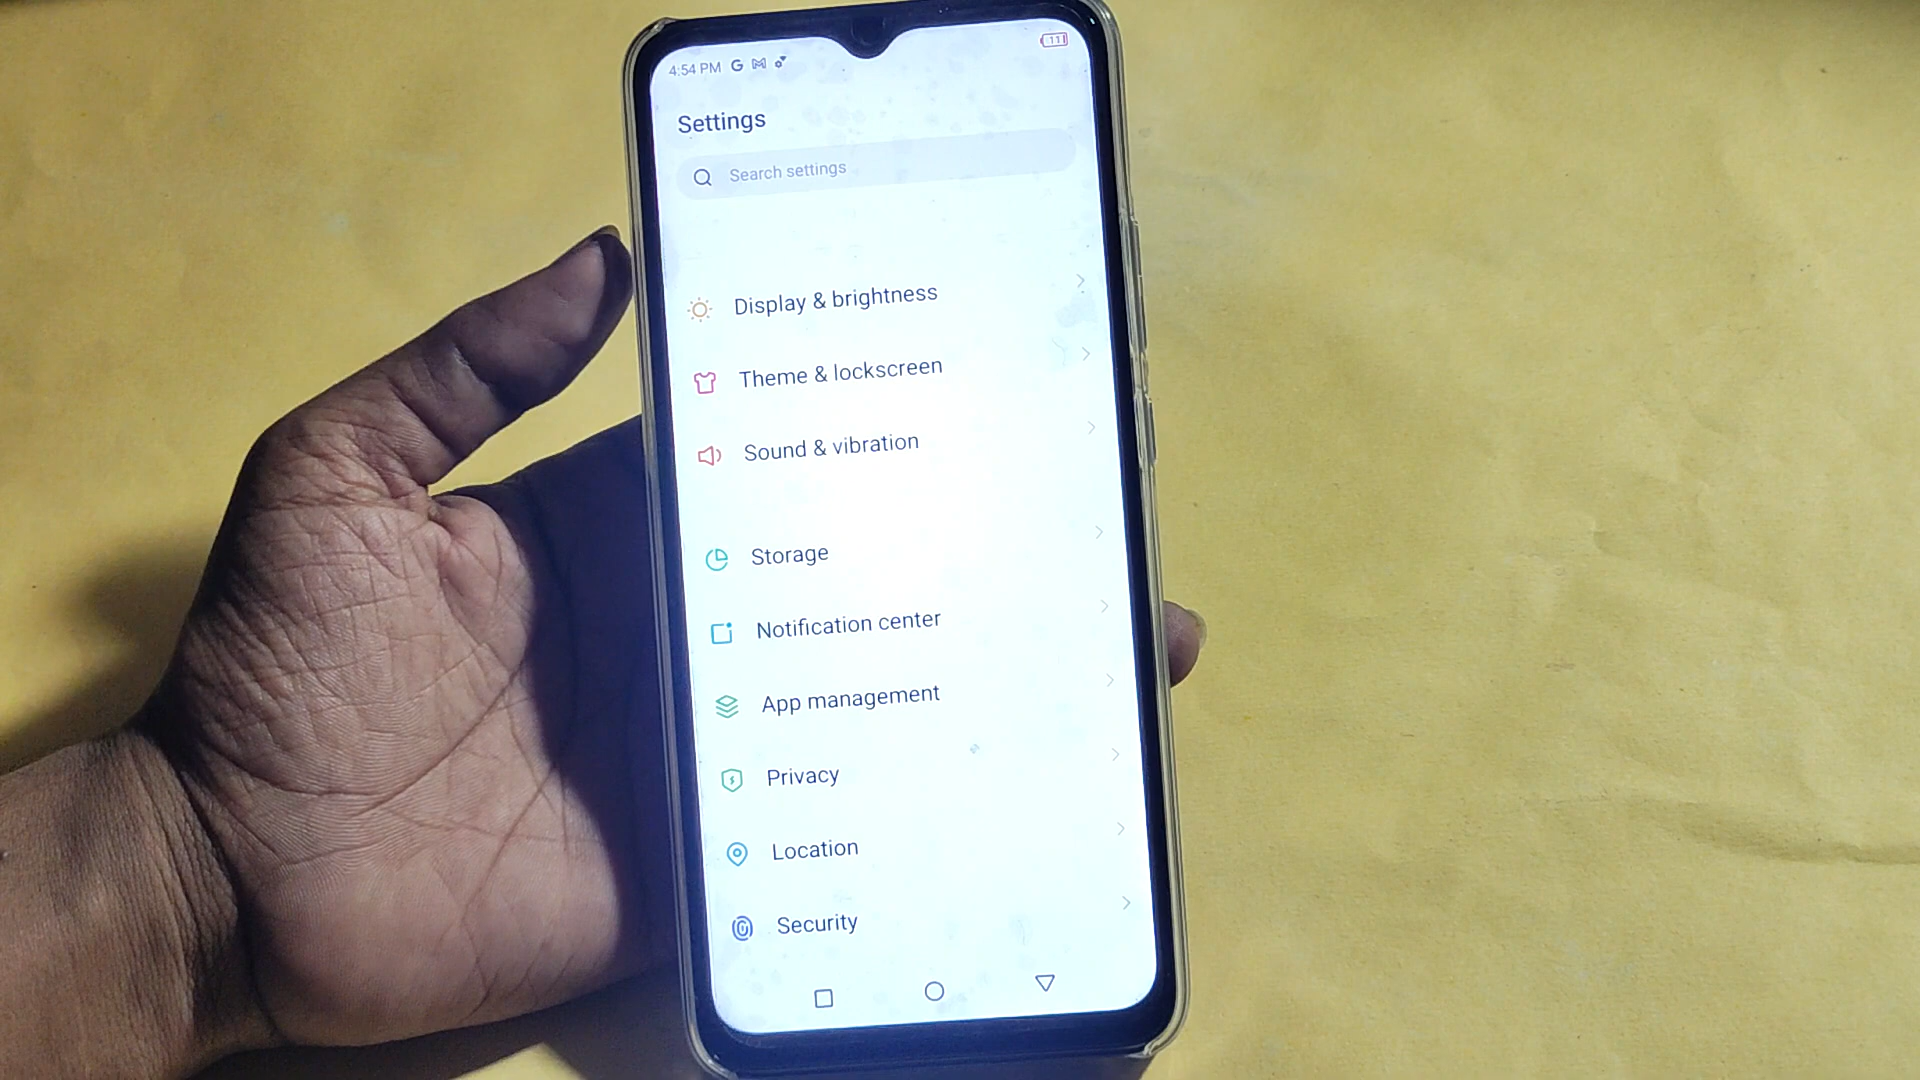 4:54 PM G
Settings
Search settings
Display & brightness
Theme & lockscreen
Sound & vibration
Storage
Notification center
App management
Privacy
Location
Security